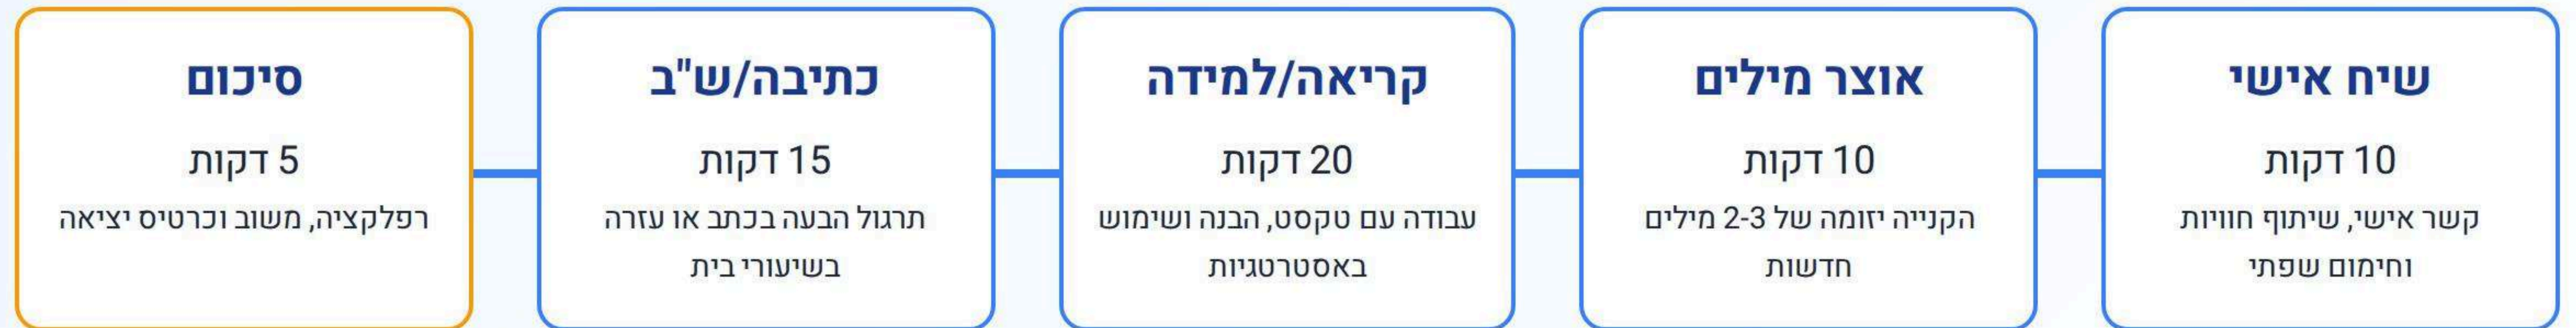 שיח אישי
10 דקות
קשר אישי, שיתוף חוויות
וחימום שפתי
אוצר מילים
10 דקות
הקנייה יזומה של 2-3 מילים
חדשות
קריאה/למידה
20 דקות
עבודה עם טקסט, הבנה ושימוש
באסטרטגיות
כתיבה/ש"ב
15 דקות
תרגול הבעה בכתב או עזרה
בשיעורי בית
סיכום
5 דקות
רפלקציה, משוב וכרטיס יציאה